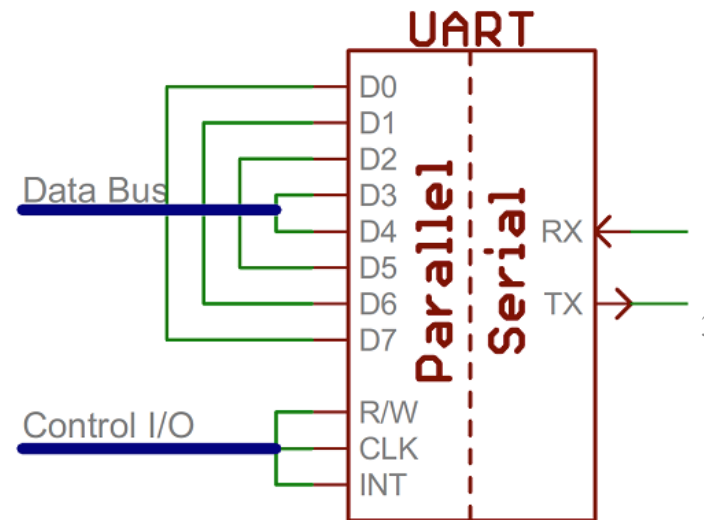 UART
D0
D1
D2
Data Bus
D3
D4
D5
D6
D7
Parallel
Serial
RX
TX
Control I/O
R/W
CLK
INT